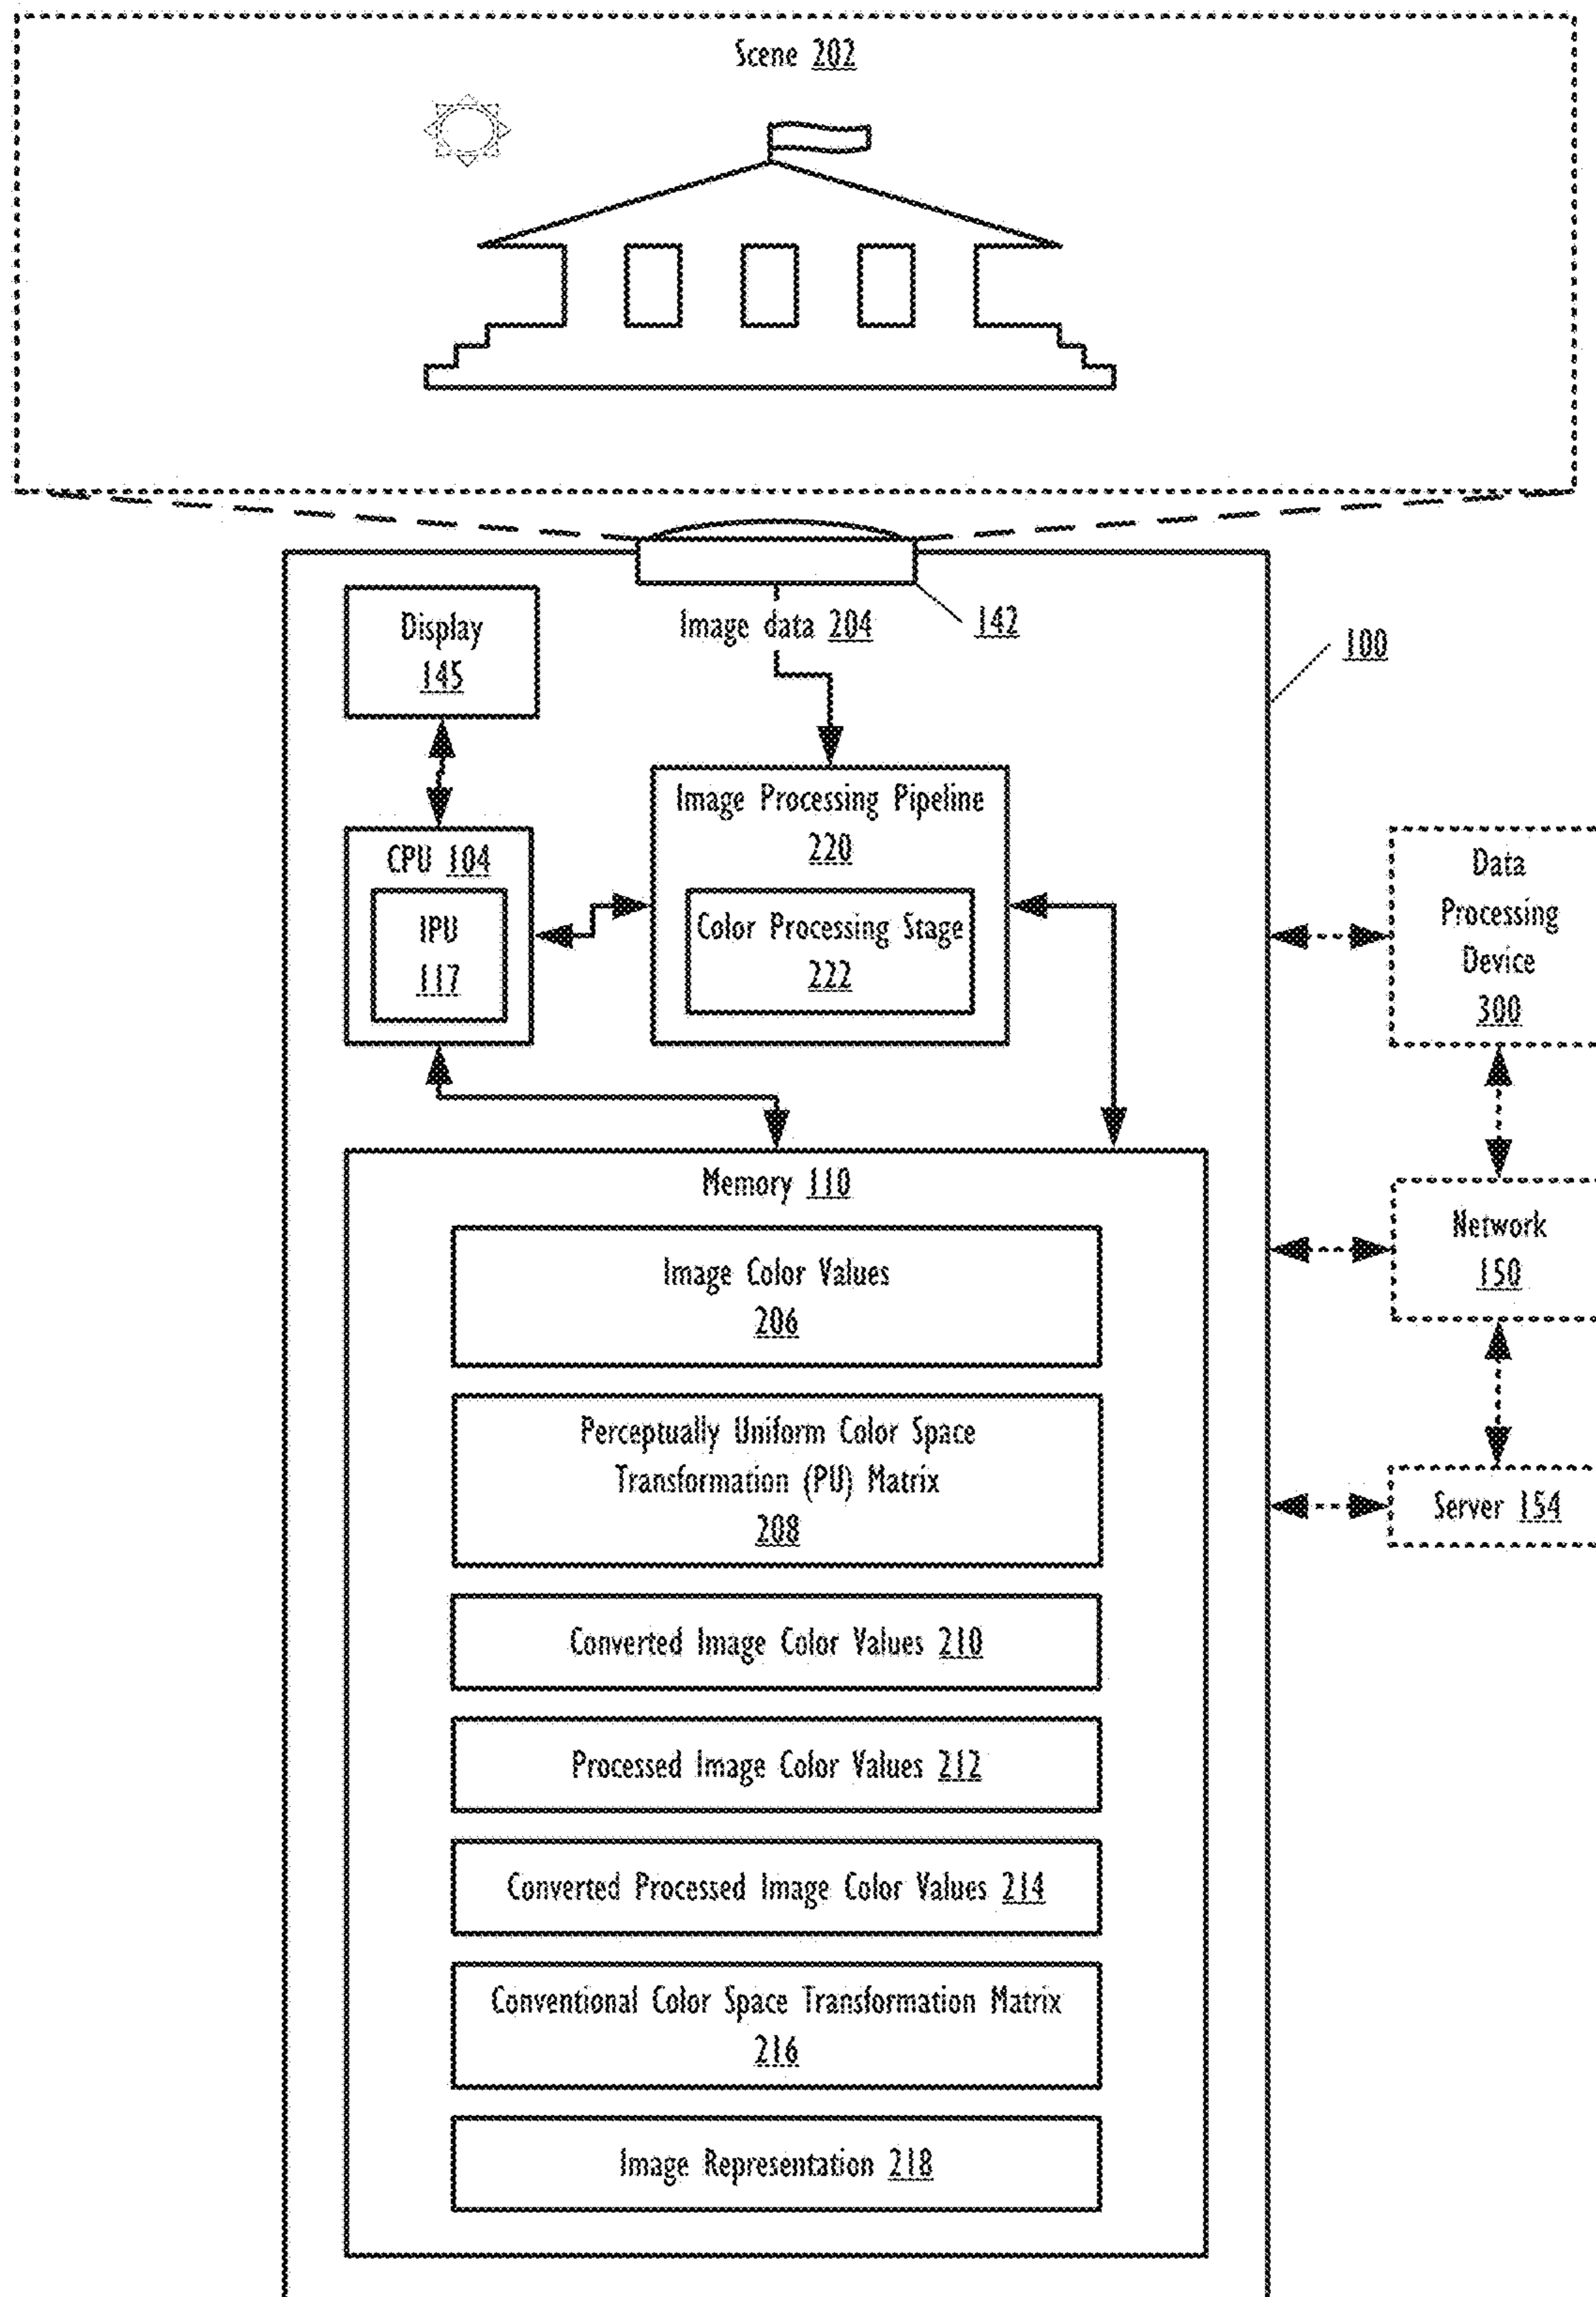 Scene 202
Image data 204
142
100
Display
145
CPU 104
IPU
117
Image Processing Pipeline
220
Color Processing Stage
222
Data
Processing
Device
300
Memory 110
Image Color Values
206
Perceptually Uniform Color Space
Transformation (PU) Matrix
208
Converted Image Color Values 210
Processed Image Color Values 212
Converted Processed Image Color Values 214
Conventional Color Space Transformation Matrix
216
Image Representation 218
Network
150
Server 154